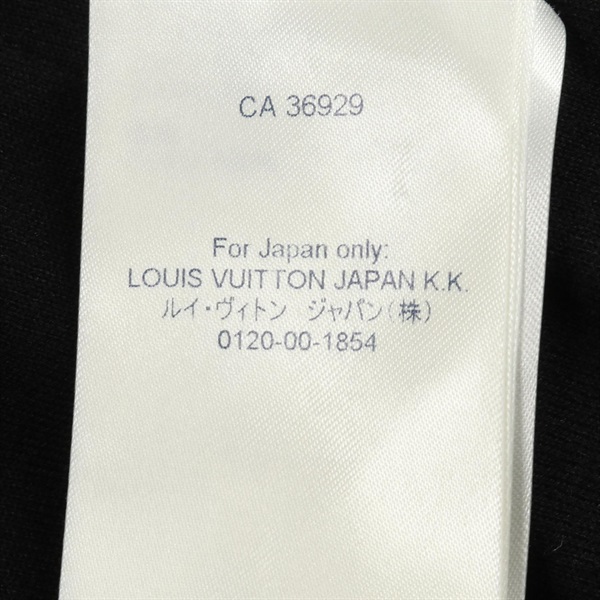 CA 36929
For Japan only:
LOUIS VUITTON JAPAN K.K.
ルイ・ヴィトン ジャパン(株)
0120-00-1854